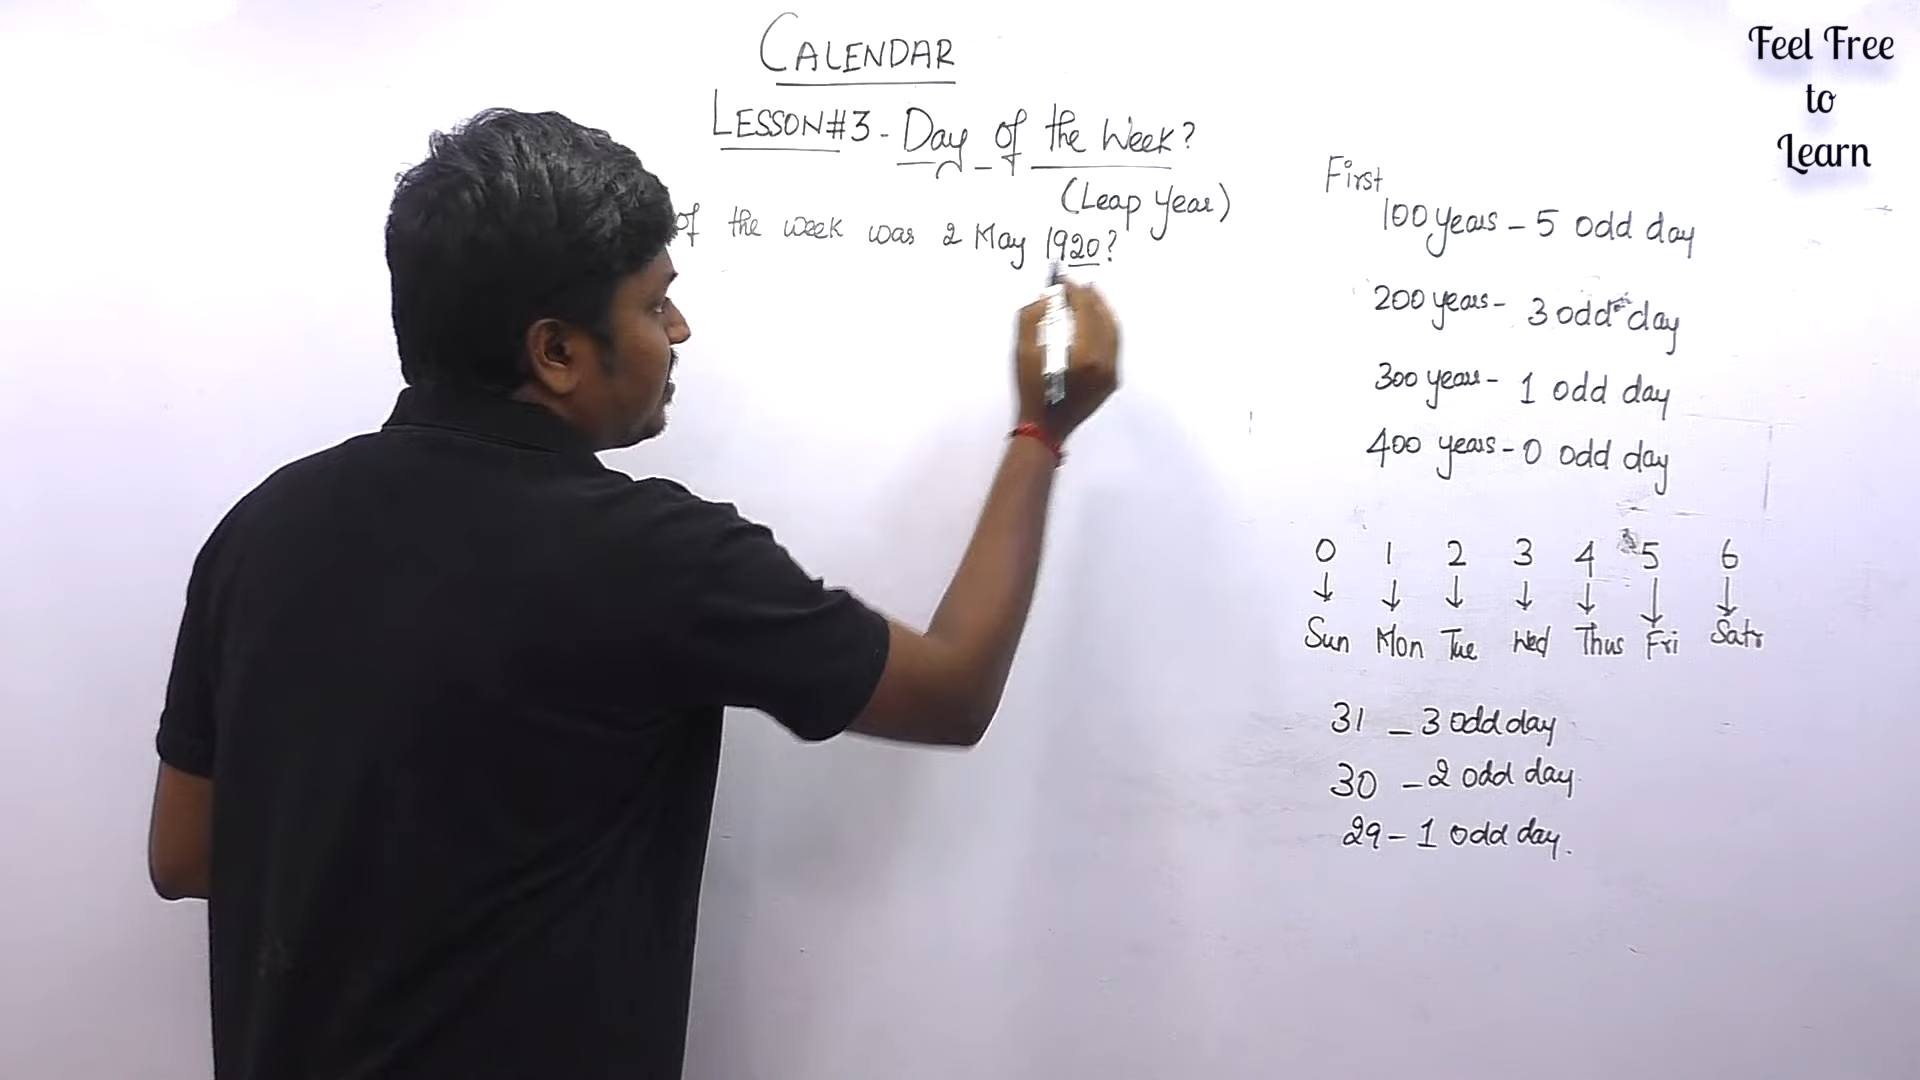 CALENDAR
LESSON#3 - Day of the Week?
(Leap Year)
of the week was 2 May 1920?
Feel Free
to
Learn
First
100 years - 5 odd day
200 years - 3 odd day
300 years - 1 odd day
400 years - 0 odd day
0 1 2 3 4 5 6
Sun Mon Tue Wed Thus Fri Satr
31 - 3 odd day
30 - 2 odd day.
29 - 1 odd day.